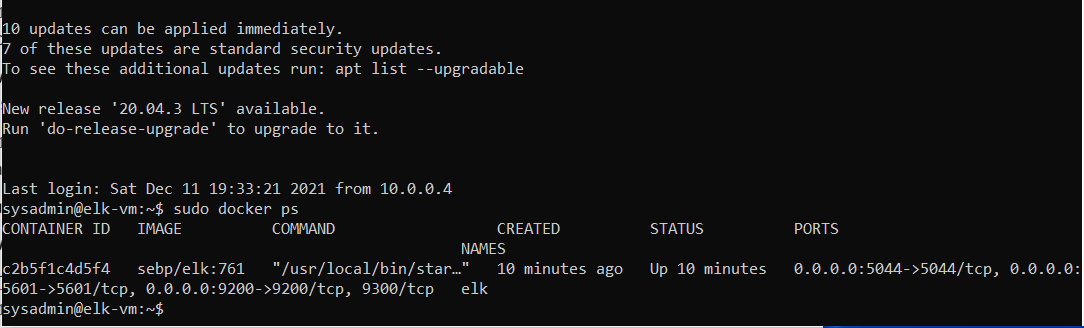 10 updates can be applied immediately.
7 of these updates are standard security updates.
To see these additional updates run: apt list --upgradable
New release '20.04.3 LTS' available.
Run 'do-release-upgrade' to upgrade to it.
Last login: Sat Dec 11 19:33:21 2021 from 10.0.0.4
sysadmin@elk-vm:~$ sudo docker ps
CONTAINER ID   IMAGE          COMMAND                  CREATED          STATUS          PORTS
NAMES
c2b5f1c4d5f4   sebp/elk:761   "/usr/local/bin/star…"   10 minutes ago   Up 10 minutes   0.0.0.0:5044->5044/tcp, 0.0.0.0:
5601->5601/tcp, 0.0.0.0:9200->9200/tcp, 9300/tcp   elk
sysadmin@elk-vm:~$